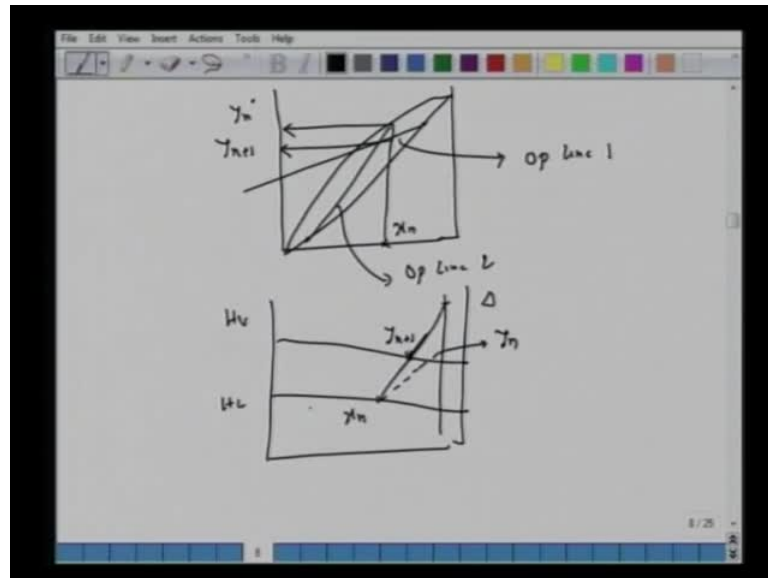 File Edit View Insert Actions Tools Help
B I
yn*
yn+1
op line 1
xn
op line 2
Hv
Δ
yn+1
yn
HL
xn
8/25
8